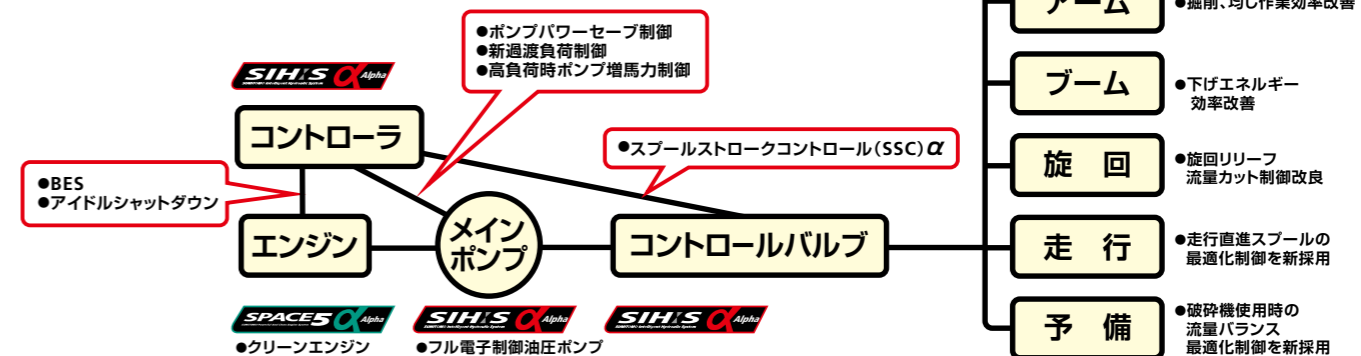 アーム
●掘削、均し作業効率改善
●ポンプパワーセーブ制御
●新過渡負荷制御
●高負荷時ポンプ増馬力制御
SIH:S α Alpha
コントローラ
ブーム
●下げエネルギー
効率改善
●スプールストロークコントロール(SSC)α
●BES
●アイドルシャットダウン
旋 回
●旋回リリーフ
流量カット制御改良
エンジン
メイン
ポンプ
コントロールバルブ
走 行
●走行直進スプールの
最適化制御を新採用
SPACE5 α Alpha
●クリーンエンジン
SIH:S α Alpha
●フル電子制御油圧ポンプ
SIH:S α Alpha
予 備
●破砕機使用時の
流量バランス
最適化制御を新採用